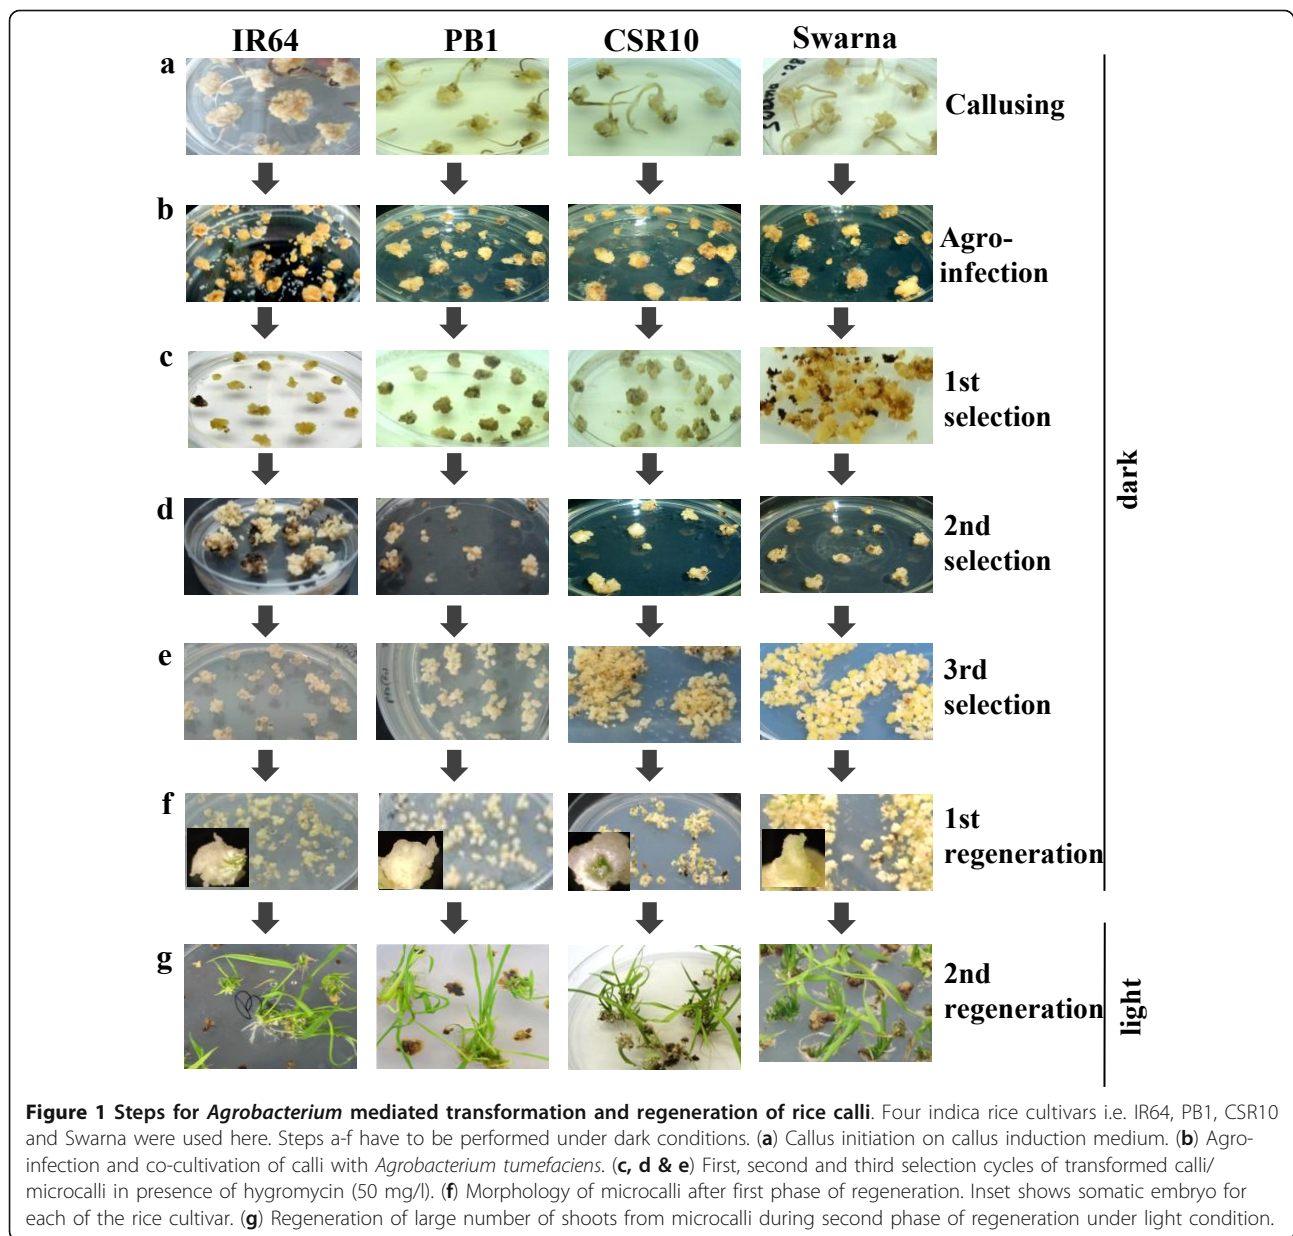 IR64 PB1 CSR10 Swarna
a
Callusing
b
Agro-
infection
c
1st
selection
d
2nd
selection
e
3rd
selection
f
1st
regeneration
g
2nd
regeneration
dark
light
Figure 1 Steps for Agrobacterium mediated transformation and regeneration of rice calli. Four indica rice cultivars i.e. IR64, PB1, CSR10
and Swarna were used here. Steps a-f have to be performed under dark conditions. (a) Callus initiation on callus induction medium. (b) Agro-
infection and co-cultivation of calli with Agrobacterium tumefaciens. (c, d & e) First, second and third selection cycles of transformed calli/
microcalli in presence of hygromycin (50 mg/l). (f) Morphology of microcalli after first phase of regeneration. Inset shows somatic embryo for
each of the rice cultivar. (g) Regeneration of large number of shoots from microcalli during second phase of regeneration under light condition.